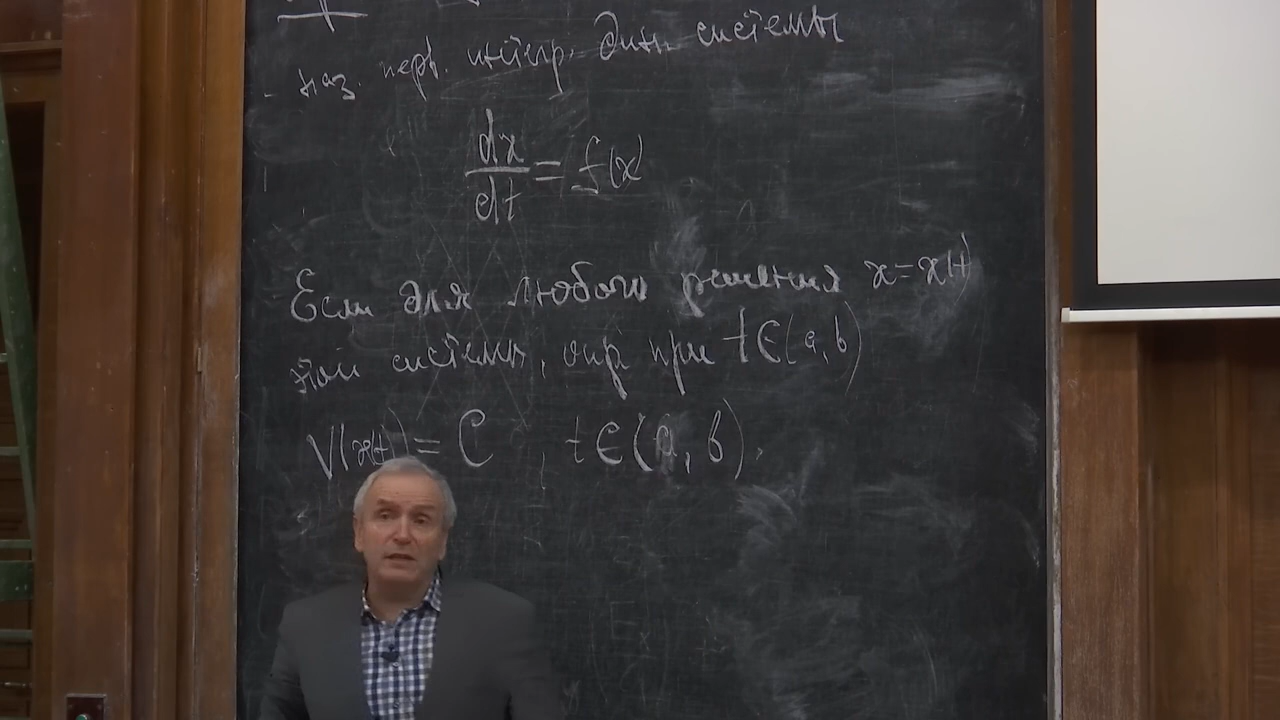 наз. перв. интегр. дин. системы
dx/dt = f(x)
Если для любого решения x = x(t)
этой системы, опр при t ∈ (a, b)
V(x(t)) = C , t ∈ (a, b).